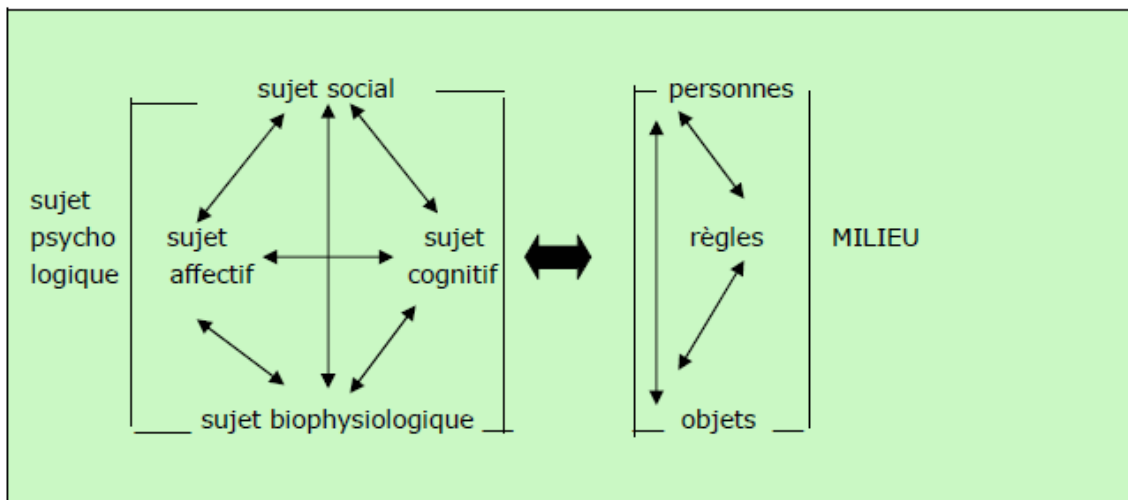 sujet social
personnes
sujet
psycho
logique
sujet
affectif
sujet
cognitif
règles
MILIEU
sujet biophysiologique
objets